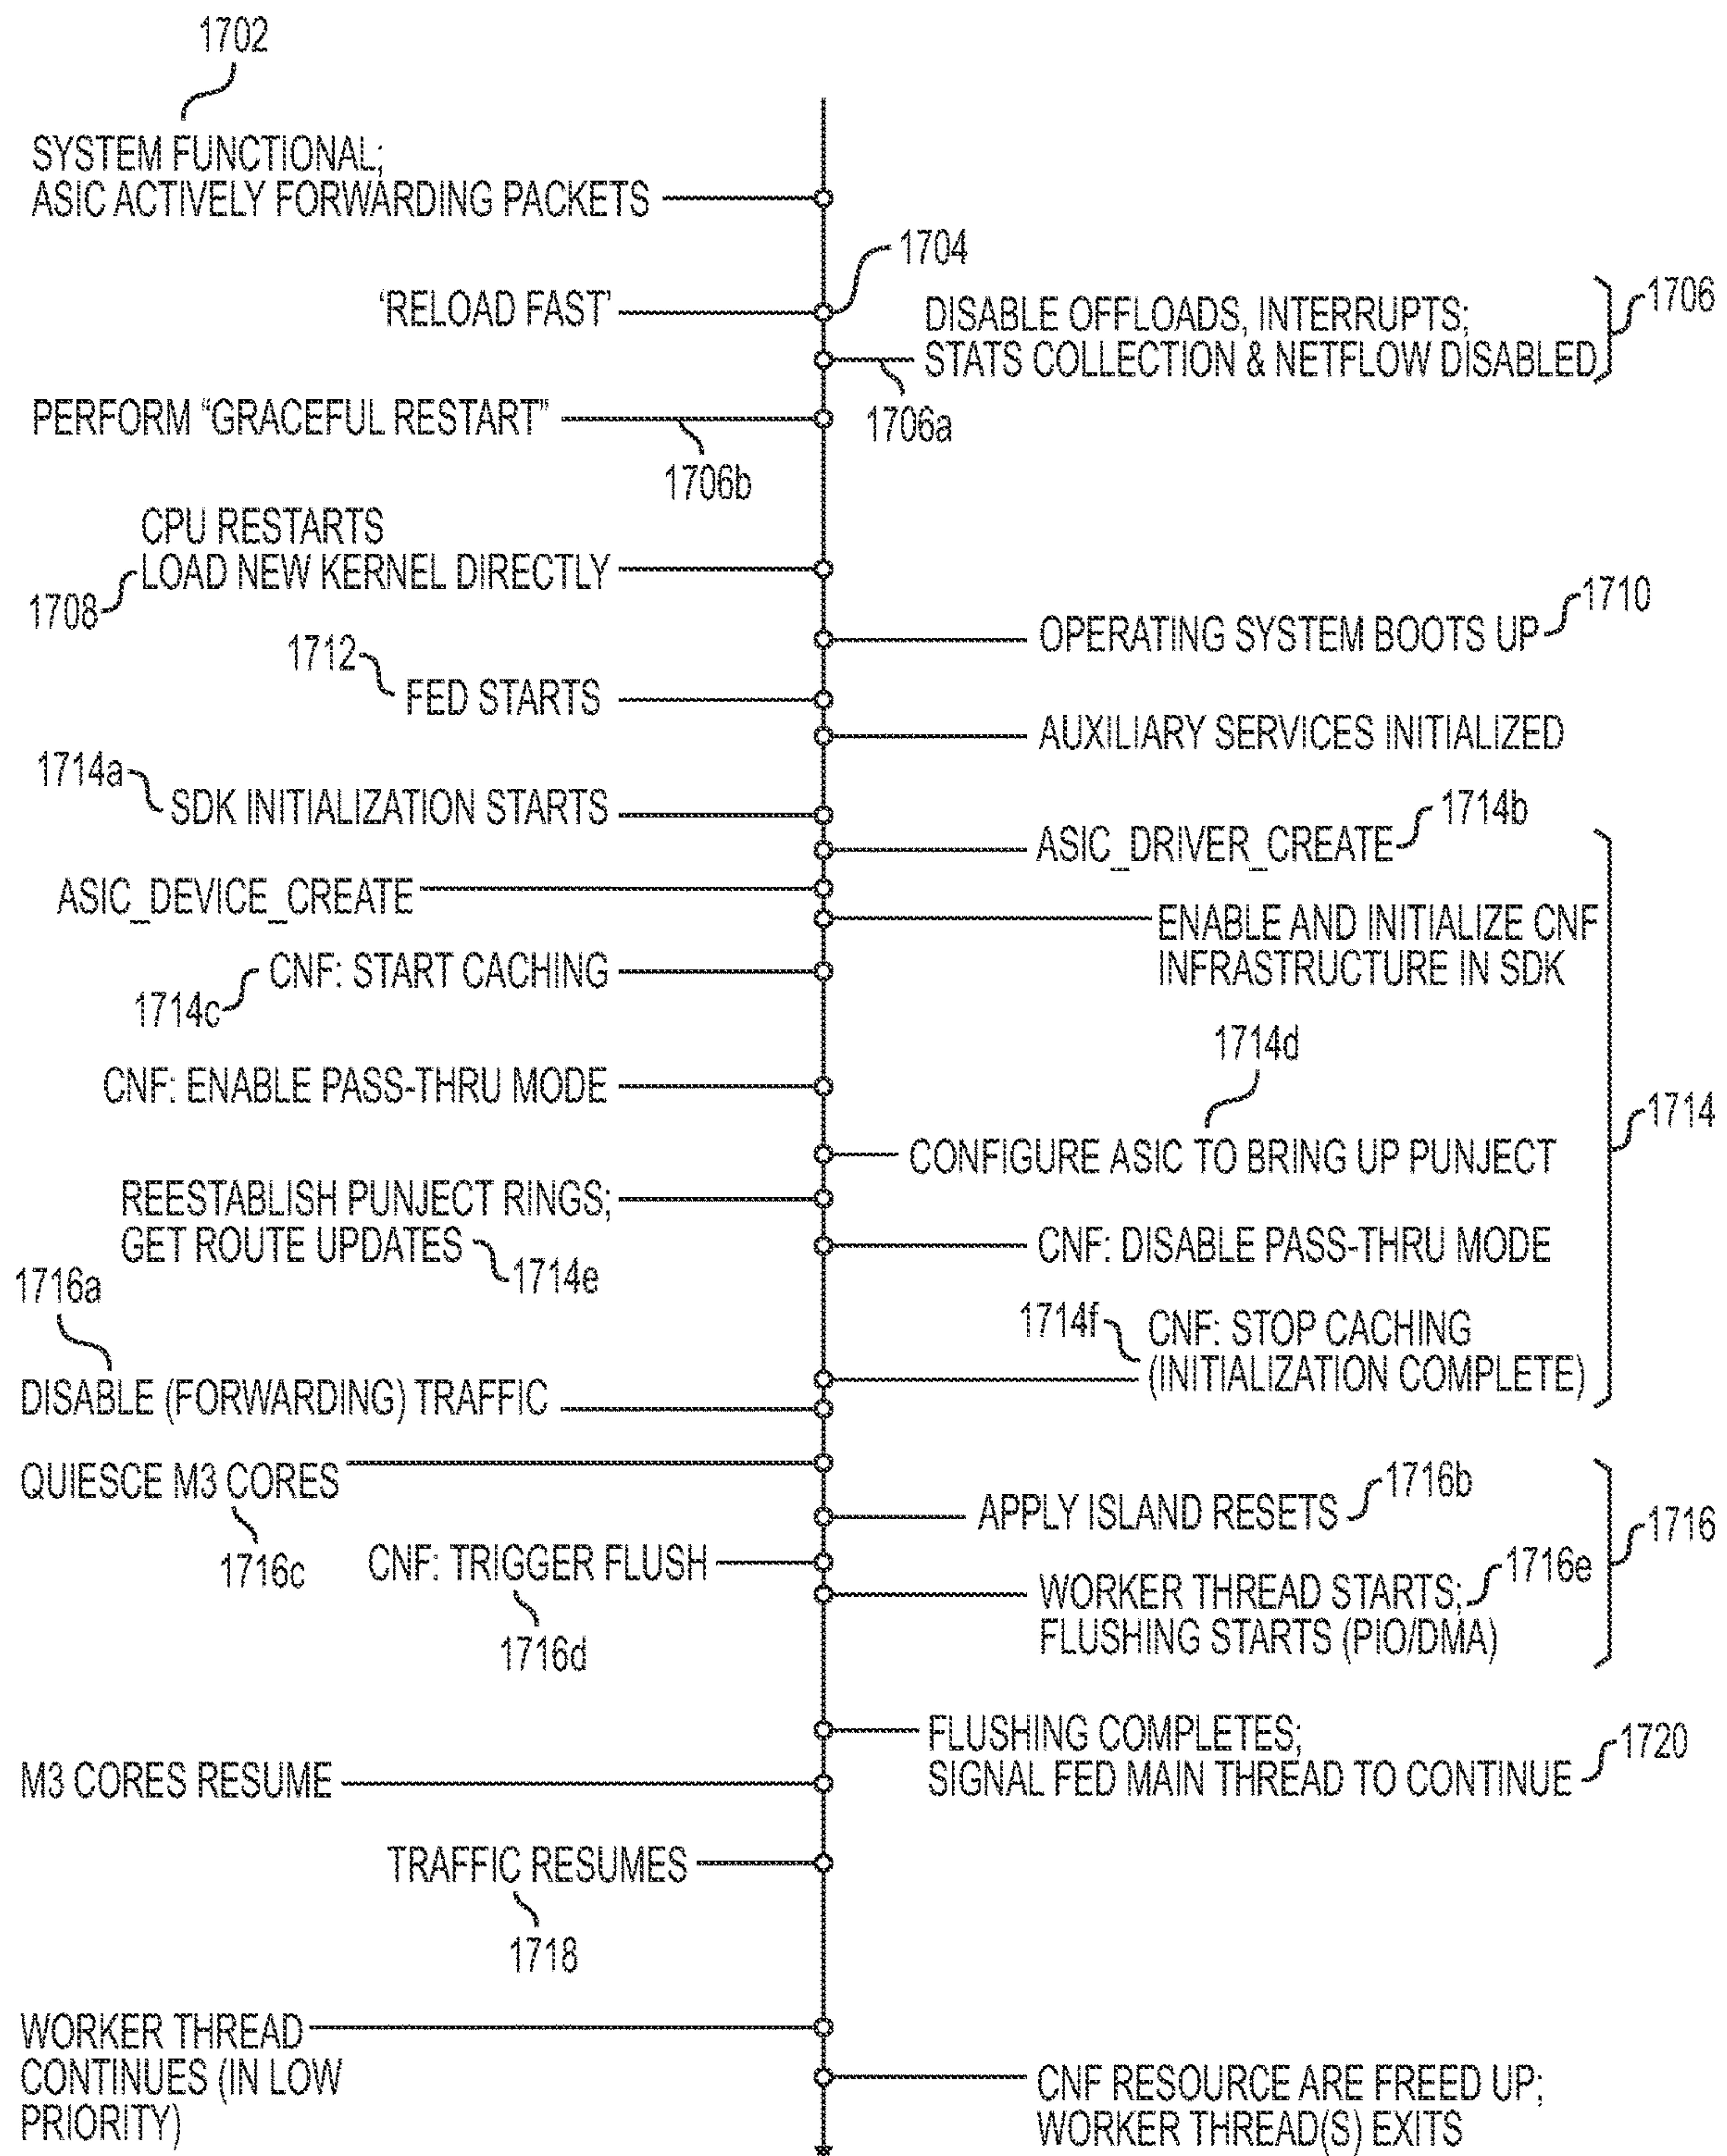 1702
SYSTEM FUNCTIONAL;
ASIC ACTIVELY FORWARDING PACKETS
1704
'RELOAD FAST'
DISABLE OFFLOADS, INTERRUPTS;
STATS COLLECTION & NETFLOW DISABLED
1706
1706a
PERFORM "GRACEFUL RESTART"
1706b
CPU RESTARTS
LOAD NEW KERNEL DIRECTLY
1708
OPERATING SYSTEM BOOTS UP
1710
1712
FED STARTS
AUXILIARY SERVICES INITIALIZED
1714a
SDK INITIALIZATION STARTS
ASIC_DRIVER_CREATE
1714b
ASIC_DEVICE_CREATE
ENABLE AND INITIALIZE CNF
INFRASTRUCTURE IN SDK
CNF: START CACHING
1714c
1714d
CNF: ENABLE PASS-THRU MODE
1714
CONFIGURE ASIC TO BRING UP PUNJECT
REESTABLISH PUNJECT RINGS;
GET ROUTE UPDATES
1714e
CNF: DISABLE PASS-THRU MODE
1716a
1714f
CNF: STOP CACHING
(INITIALIZATION COMPLETE)
DISABLE (FORWARDING) TRAFFIC
QUIESCE M3 CORES
1716c
APPLY ISLAND RESETS
1716b
1716
CNF: TRIGGER FLUSH
1716d
WORKER THREAD STARTS;
FLUSHING STARTS (PIO/DMA)
1716e
FLUSHING COMPLETES;
SIGNAL FED MAIN THREAD TO CONTINUE
1720
M3 CORES RESUME
TRAFFIC RESUMES
1718
WORKER THREAD
CONTINUES (IN LOW
PRIORITY)
CNF RESOURCE ARE FREED UP;
WORKER THREAD(S) EXITS